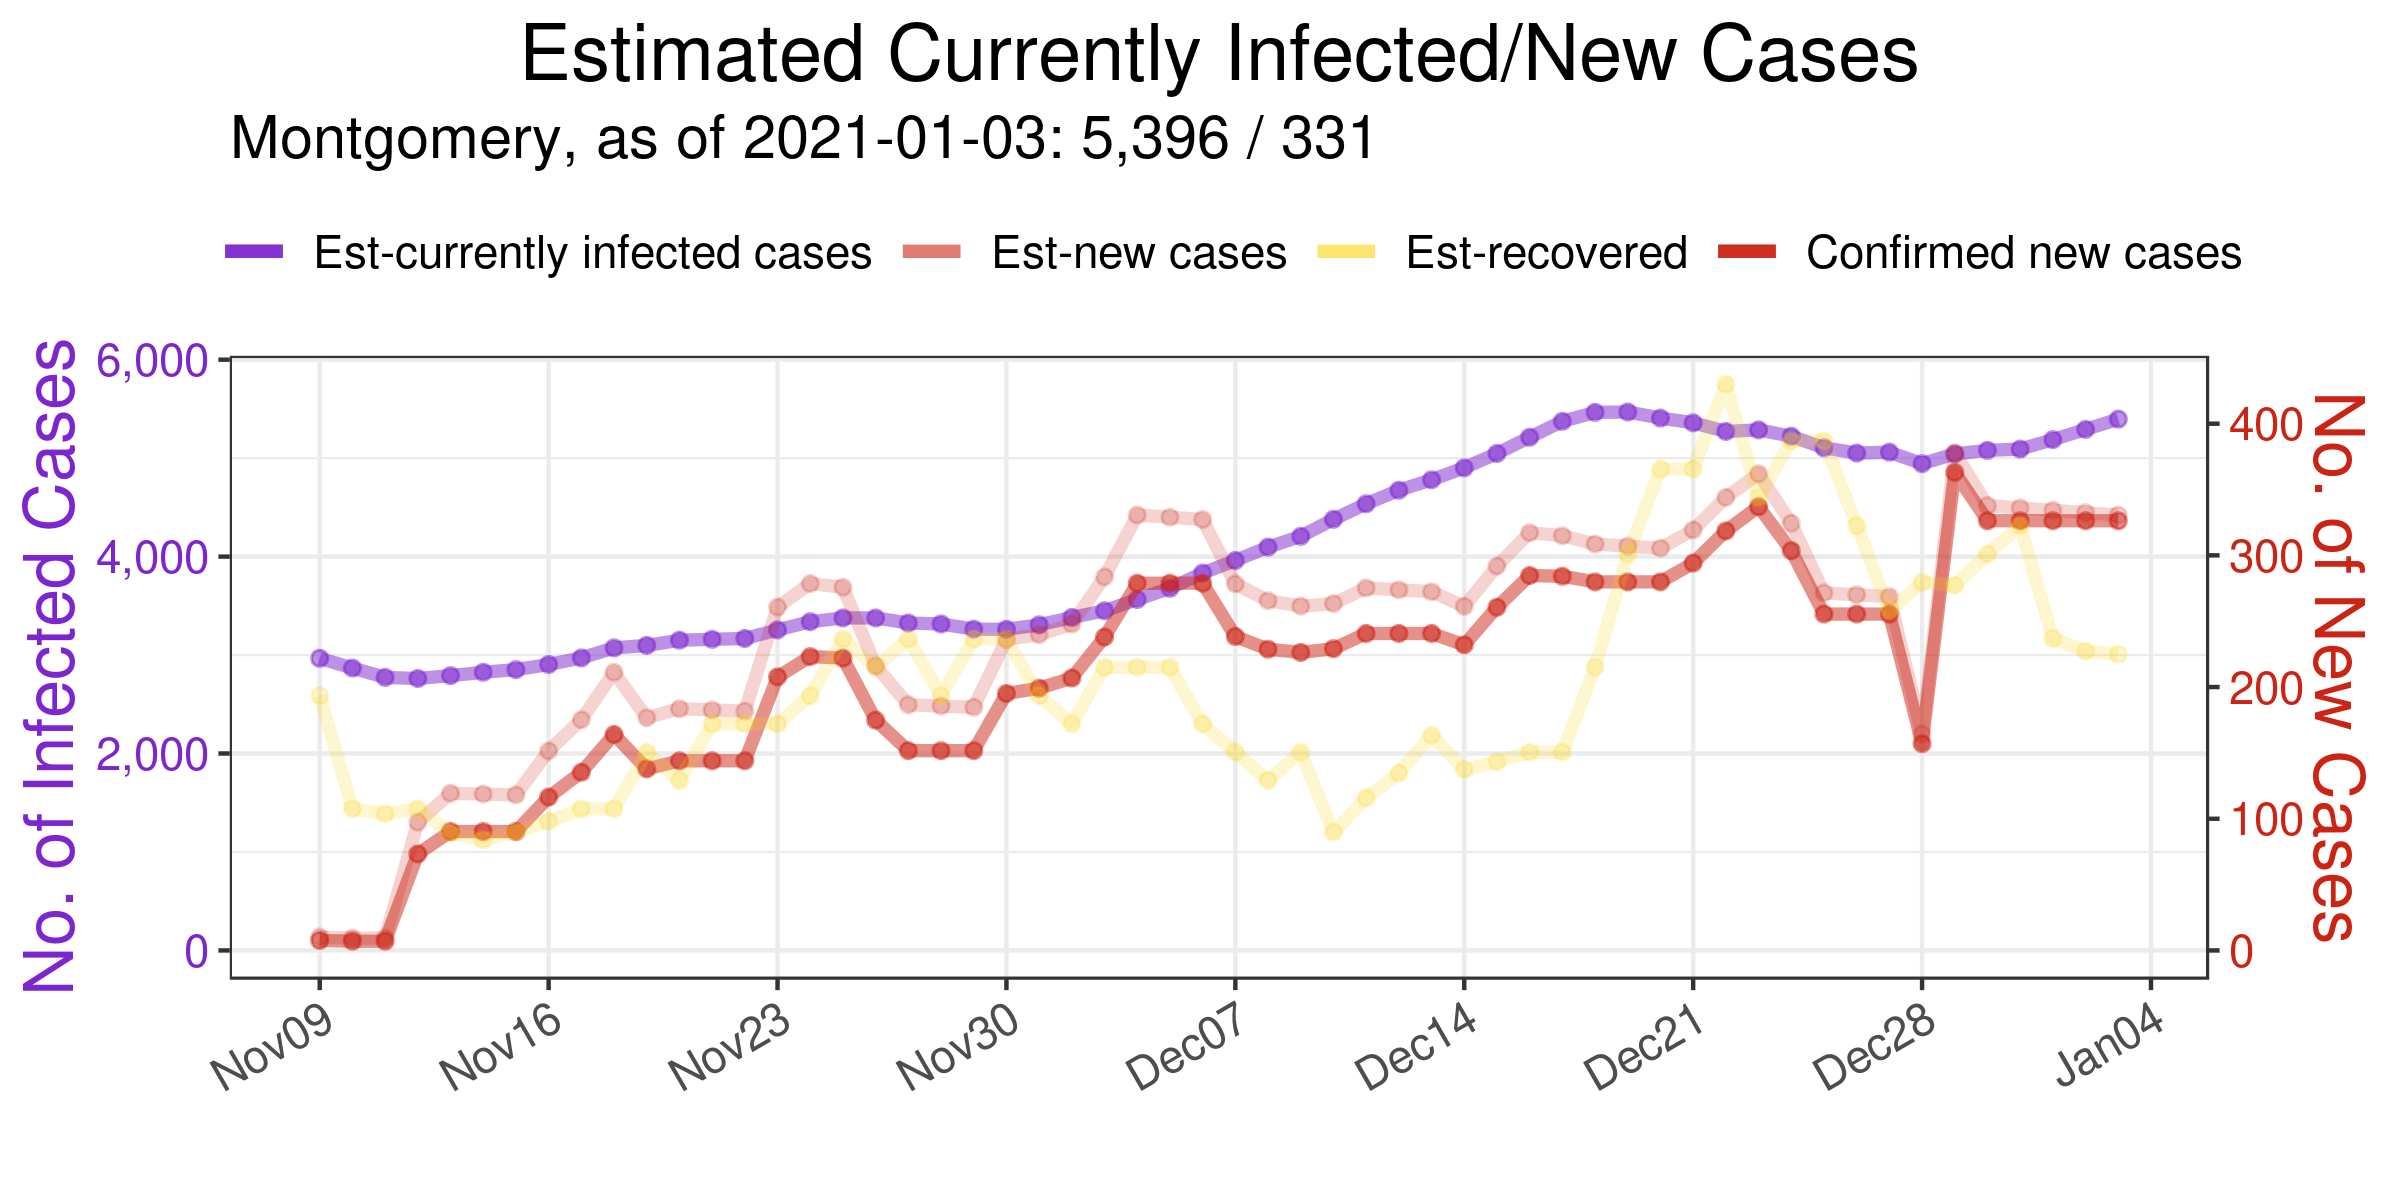 Estimated Currently Infected/New Cases
Montgomery, as of 2021-01-03: 5,396 / 331
Est-currently infected cases Est-new cases Est-recovered Confirmed new cases
No. of Infected Cases
6,000
4,000
2,000
0
400
300
200
100
0
No. of New Cases
Nov09 Nov16 Nov23 Nov30 Dec07 Dec14 Dec21 Dec28 Jan04